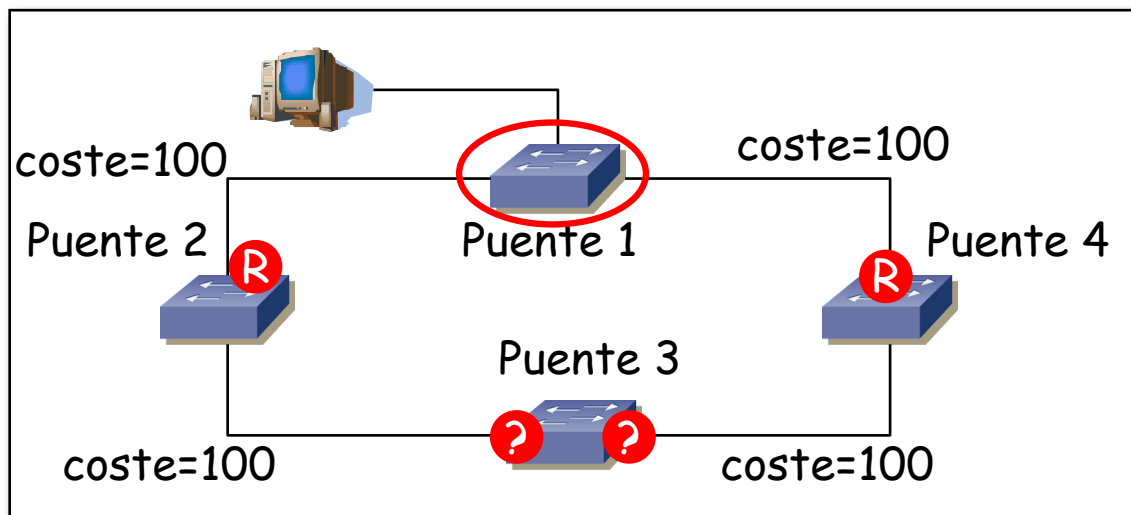 coste=100
coste=100
Puente 2
Puente 1
Puente 4
R
R
Puente 3
?
?
coste=100
coste=100